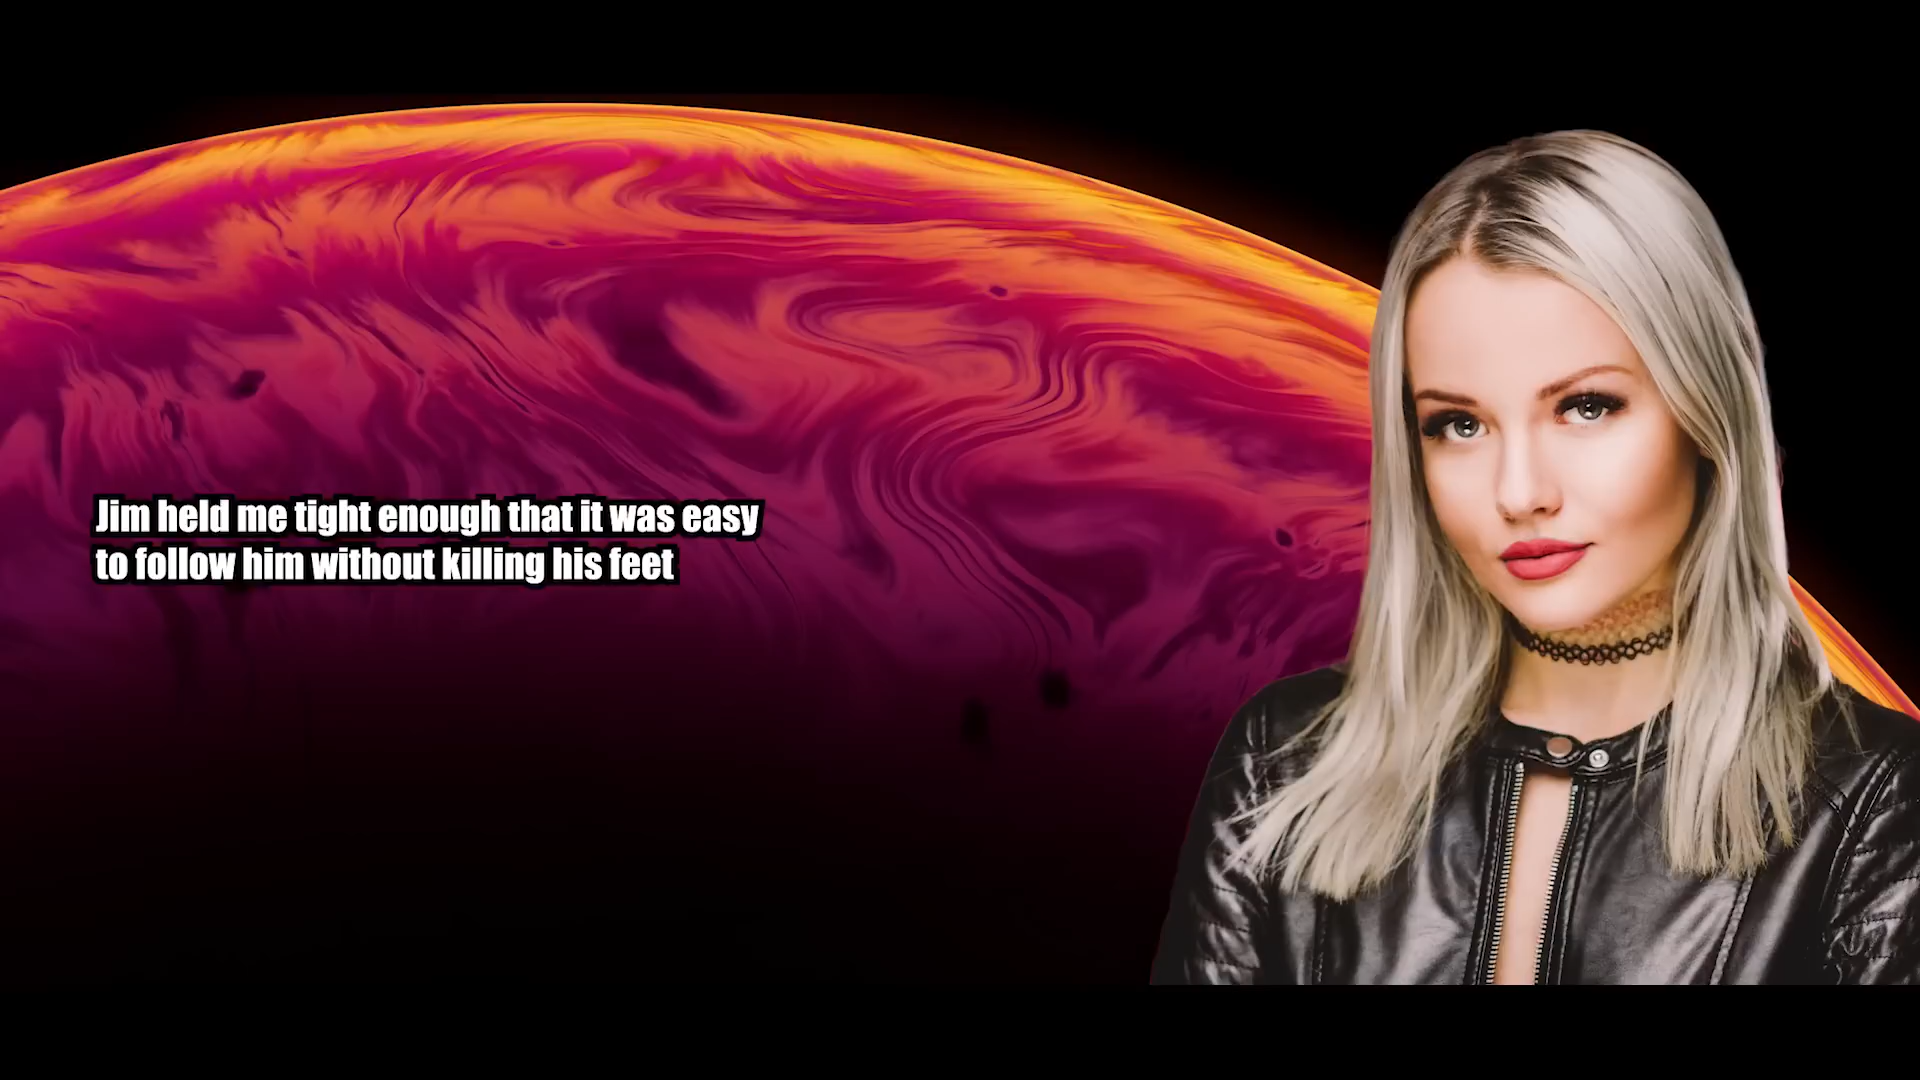 Jim held me tight enough that it was easy
to follow him without killing his feet